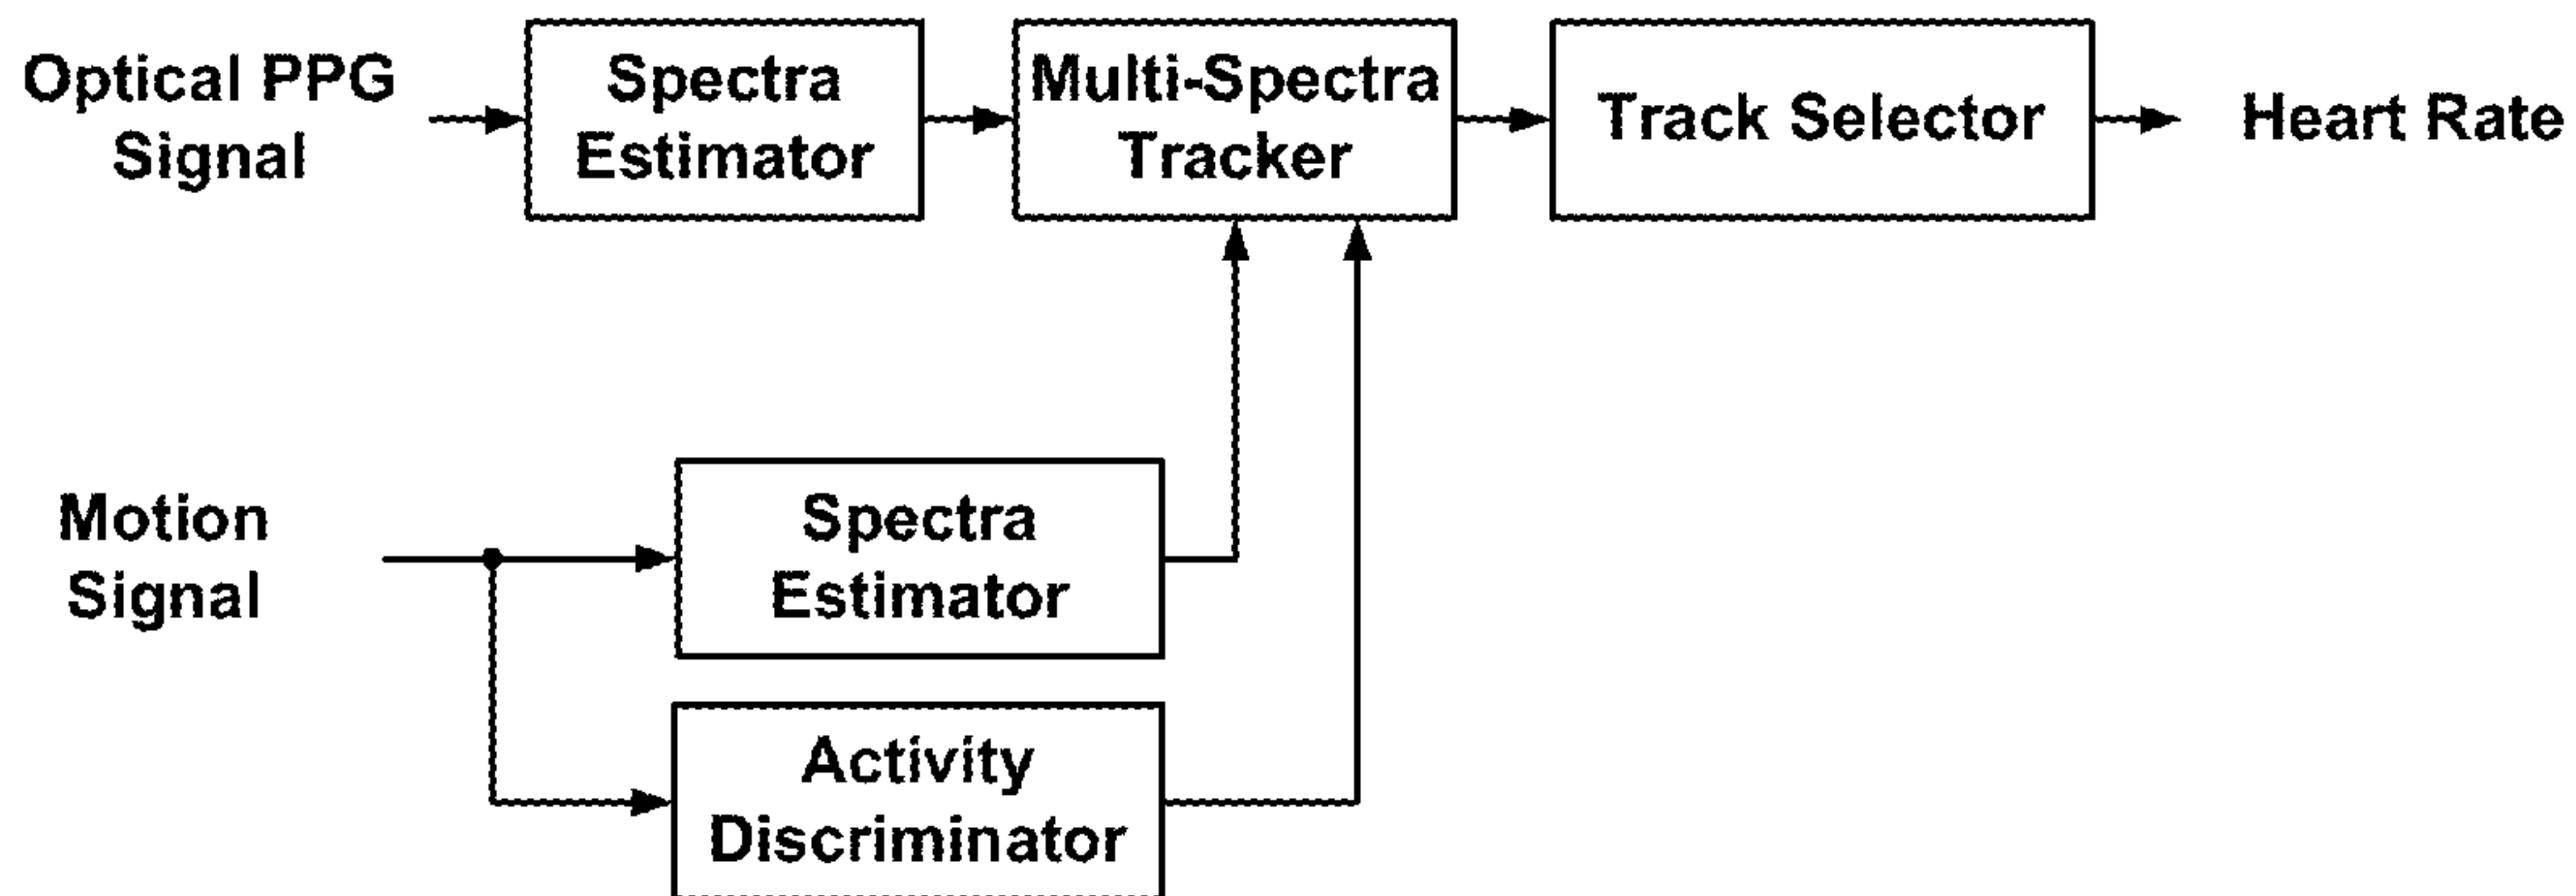 Optical PPG
Signal
Spectra
Estimator
Multi-Spectra
Tracker
Track Selector
Heart Rate
Motion
Signal
Spectra
Estimator
Activity
Discriminator